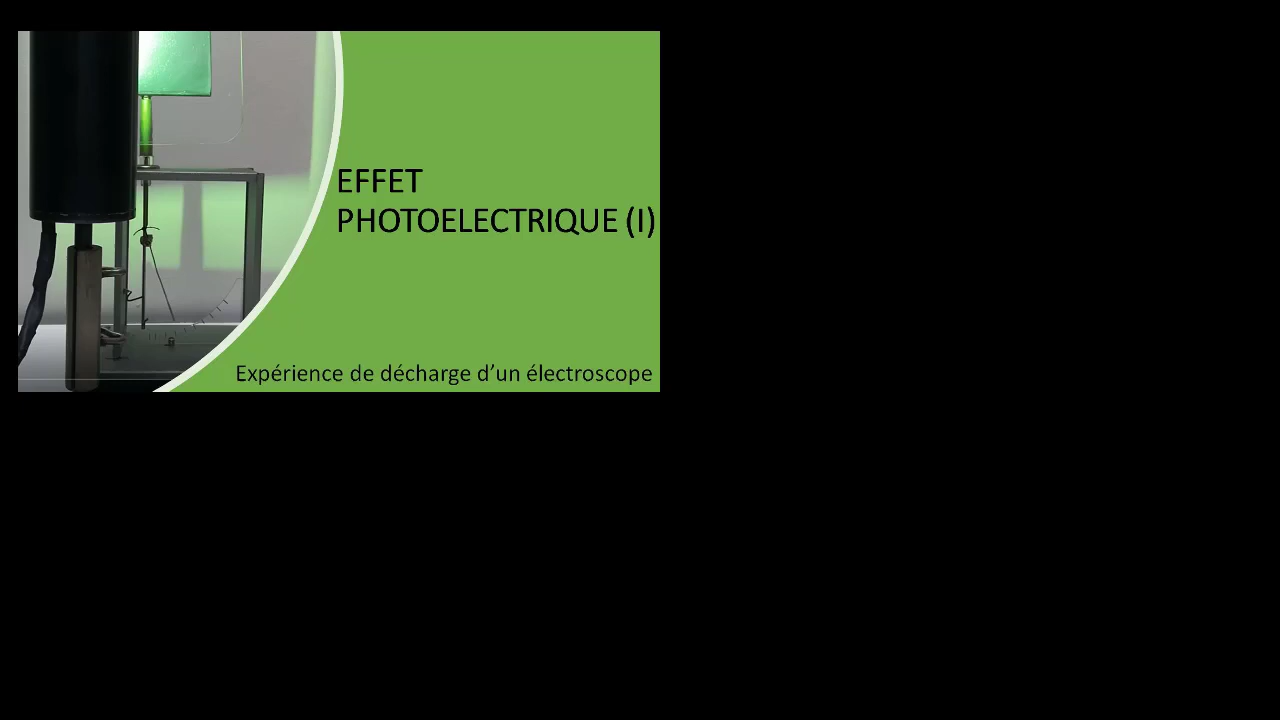 EFFET
PHOTOELECTRIQUE (I)
Expérience de décharge d’un électroscope